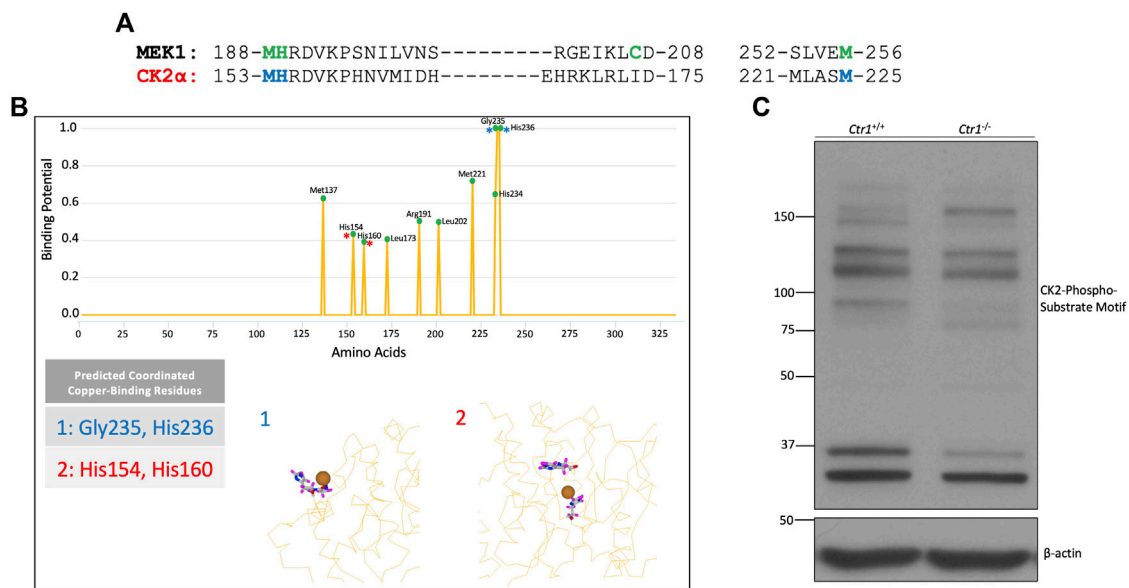 A
MEK1: 188-MHRDVKPSNILVNS---------RGEIKLCD-208 252-SLVEM-256
CK2α: 153-MHRDVKPHNVMIDH--------EHRKLRLID-175 221-MLASM-225
B
C
1.0
0.8
0.6
0.4
0.2
0.0
Binding Potential
Met137
His154
*
His160
*
Leu173
Arg191
Leu202
Met221
Gly235
*
* His236
His234
0 25 50 75 100 125 150 175 200 225 250 275 300 325
Amino Acids
Predicted Coordinated
Copper-Binding Residues
1: Gly235, His236
2: His154, His160
1
2
Ctr1+/+ Ctr1-/-
150
100
75
50
37
50
CK2-Phospho-
Substrate Motif
β-actin